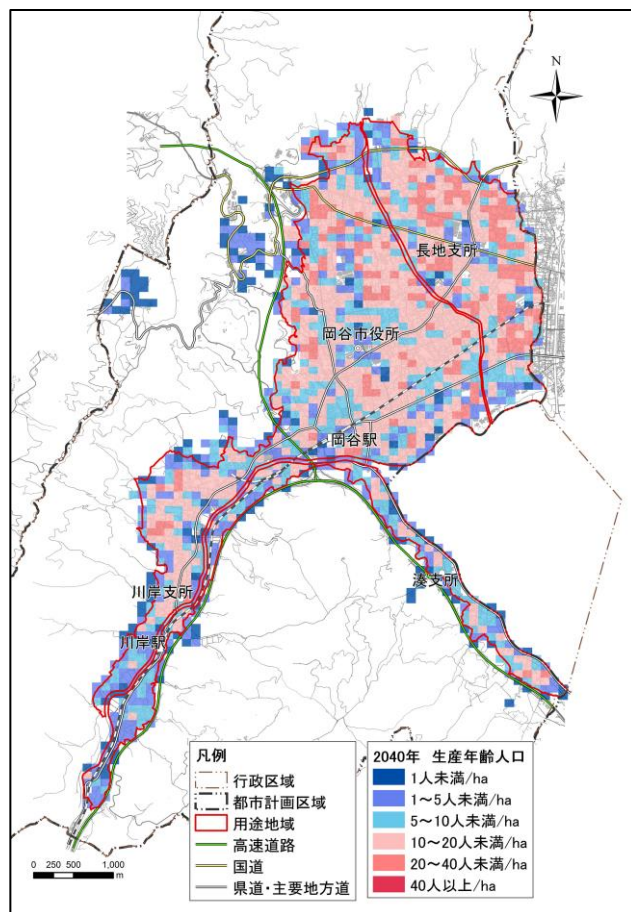 N
長地支所
岡谷市役所
岡谷駅
湊支所
川岸支所
川岸駅
凡例
行政区域
都市計画区域
用途地域
高速道路
国道
県道・主要地方道
2040年 生産年齢人口
1人未満/ha
1～5人未満/ha
5～10人未満/ha
10～20人未満/ha
20～40人未満/ha
40人以上/ha
0 250 500 1,000
m